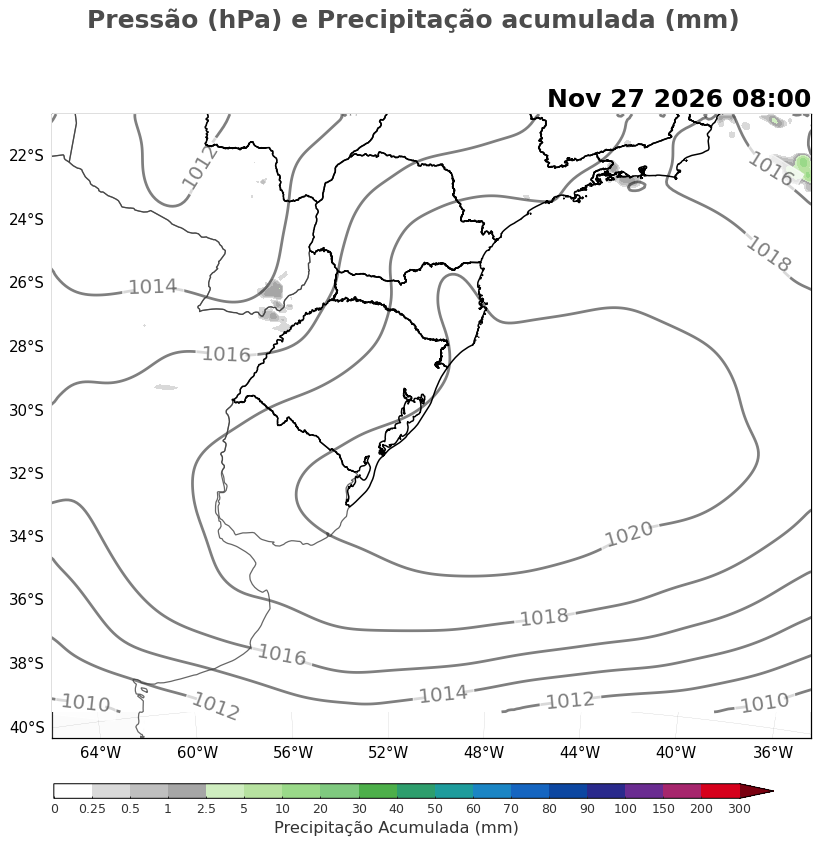 Pressão (hPa) e Precipitação acumulada (mm)
Nov 27 2026 08:00
22°S
24°S
26°S
28°S
30°S
32°S
34°S
36°S
38°S
40°S
1012
1016
1018
1014
1016
1020
1018
1016
1014
1012
1010
1012
1010
64°W 60°W 56°W 52°W 48°W 44°W 40°W 36°W
0 0.25 0.5 1 2.5 5 10 20 30 40 50 60 70 80 90 100 150 200 300
Precipitação Acumulada (mm)